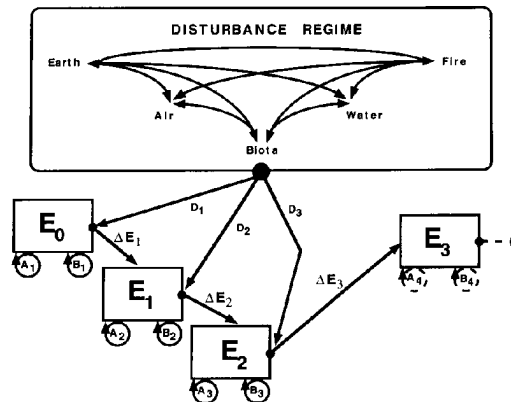 DISTURBANCE REGIME
Earth
Fire
Air
Water
Biota
D1
D2
D3
E0
ΔE1
A1
B1
E1
ΔE2
A2
B2
E2
ΔE3
A3
B3
E3
A4
B4